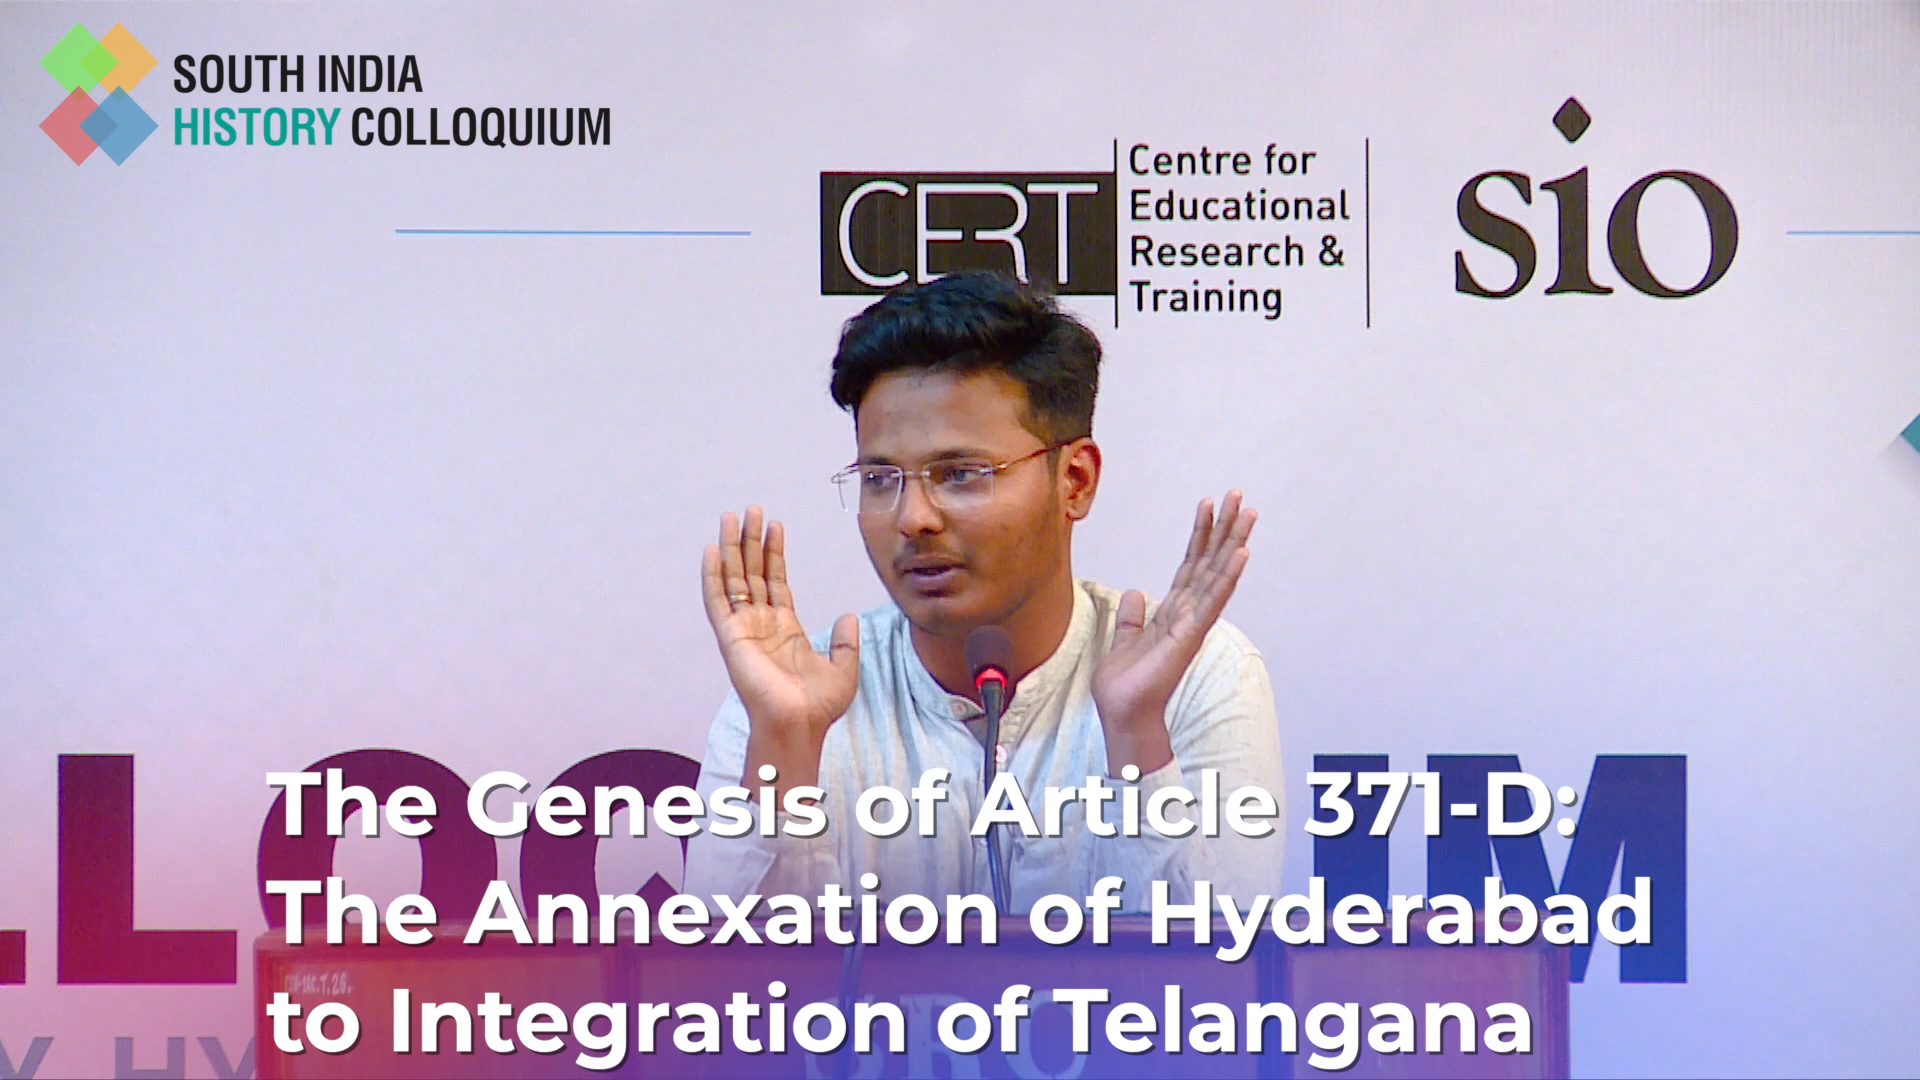 SOUTH INDIA
HISTORY COLLOQUIUM
CERT
Centre for
Educational
Research &
Training
sio
The Genesis of Article 371-D:
The Annexation of Hyderabad
to Integration of Telangana